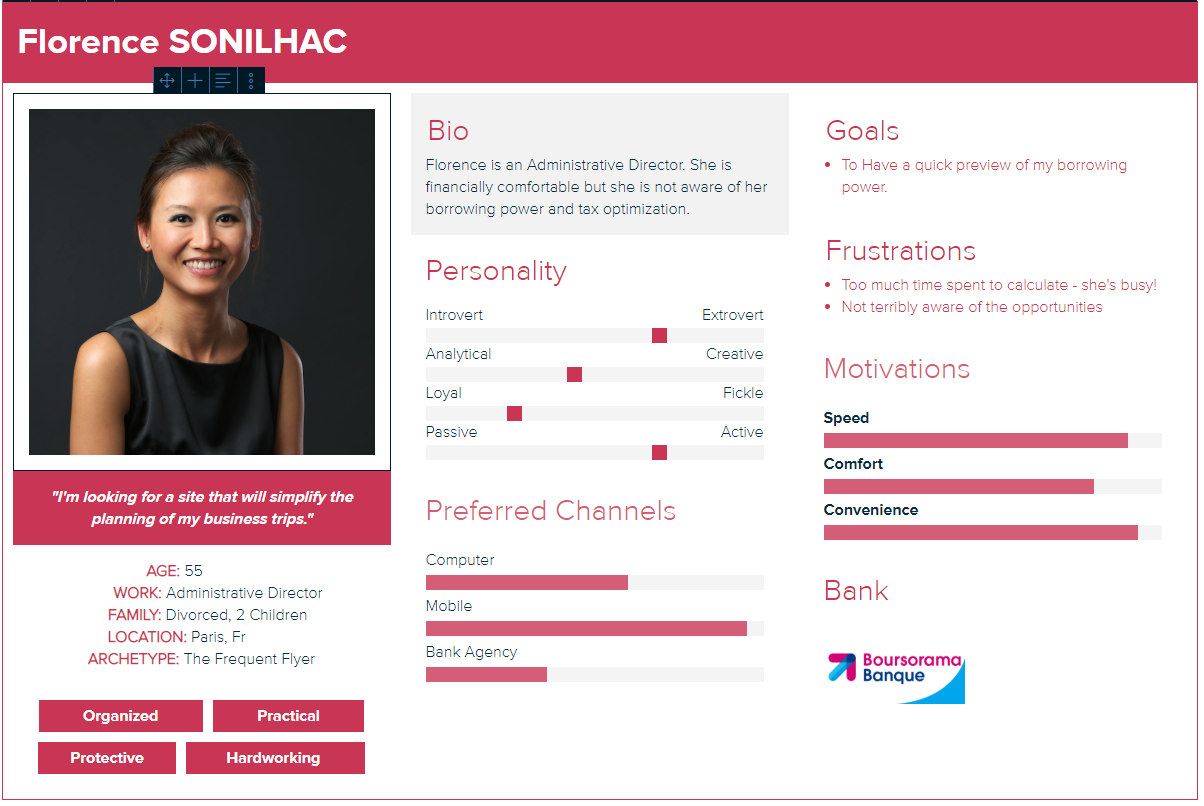 Florence SONILHAC
"I'm looking for a site that will simplify the
planning of my business trips."
AGE: 55
WORK: Administrative Director
FAMILY: Divorced, 2 Children
LOCATION: Paris, Fr
ARCHETYPE: The Frequent Flyer
Organized Practical
Protective Hardworking
Bio
Florence is an Administrative Director. She is
financially comfortable but she is not aware of her
borrowing power and tax optimization.
Personality
Introvert Extrovert
Analytical Creative
Loyal Fickle
Passive Active
Preferred Channels
Computer
Mobile
Bank Agency
Goals
To Have a quick preview of my borrowing
power.
Frustrations
Too much time spent to calculate - she's busy!
Not terribly aware of the opportunities
Motivations
Speed
Comfort
Convenience
Bank
Boursorama
Banque